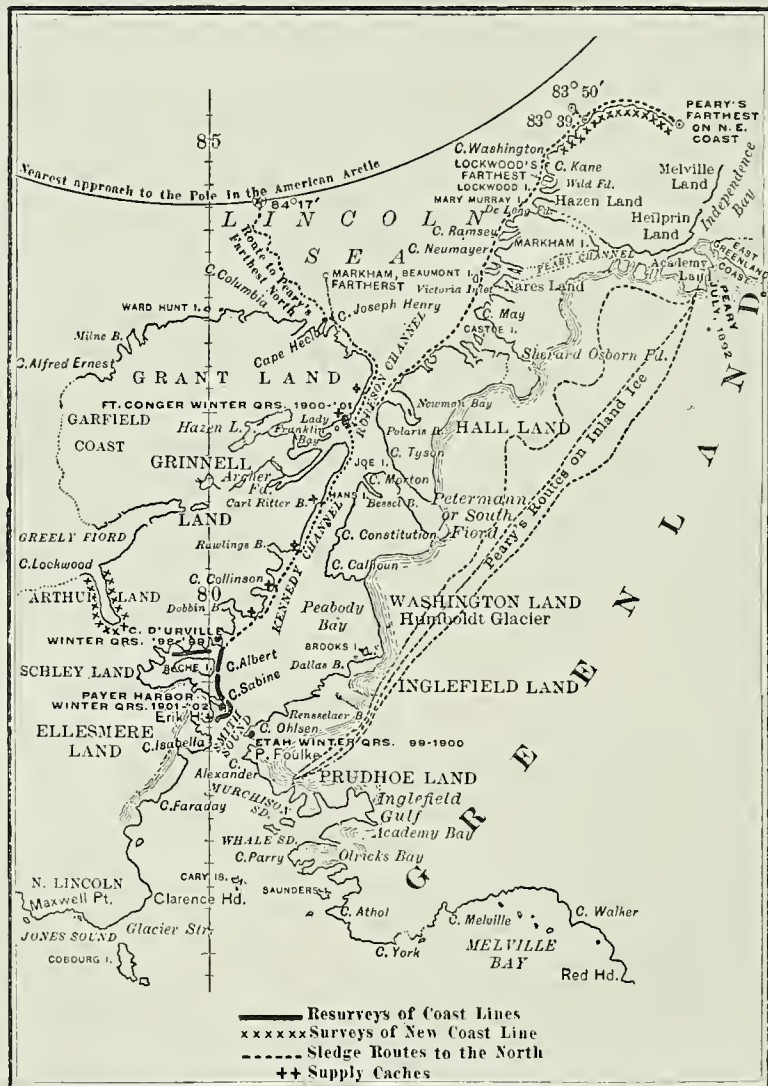 83° 50′
83° 39′
PEARY'S
FARTHEST
ON N.E.
COAST
85
C. Washington
LOCKWOOD'S
FARTHEST
LOCKWOOD I.
C. Kane
Wild Fd.
Melville
Land
Independence
Bay
Nearest approach to the Pole in the American Arctic
84° 17′
MARY MURRAY I.
De Long Fd.
Hazen Land
Heilprin
Land
LINCOLN
SEA
C. Ramsey
C. Neumayer
MARKHAM I.
PEARY CHANNEL
Academy
Land
EAST
GREENLAND
COAST
PEARY
JULY, 1892
Route to Peary's
Farthest North
C. Columbia
MARKHAM,
FARTHERST
BEAUMONT I.
Victoria Inlet
Nares Land
WARD HUNT I.
C. Joseph Henry
C. May
CASTOR I.
Milne B.
Cape Hecla
Sherard Osborn Fd.
C. Alfred Ernest
GRANT LAND
ROBESON CHANNEL
FT. CONGER WINTER QRS. 1900-'01
Newman Bay
GARFIELD
COAST
Hazen L.
Lady
Franklin
Bay
Polaris B.
HALL LAND
GRINNELL
LAND
JOE I.
C. Tyson
C. Morton
Archer
Fd.
Carl Ritter B.
HANS I.
Bessel B.
Petermann
or South
Fiord
Peary's Routes on Inland Ice
GREELY FIORD
Rawlings B.
C. Constitution
C. Lockwood
KENNEDY CHANNEL
C. Calhoun
C. Collinson
80
ARTHUR LAND
Dobbin B.
Peabody
Bay
WASHINGTON LAND
Humboldt Glacier
C. D'URVILLE
WINTER QRS. '98-'99
BROOKS I.
SCHLEY LAND
BACHE I.
C. Albert
Dallas B.
C. Sabine
INGLEFIELD LAND
PAYER HARBOR
WINTER QRS. 1901-'02
Erik H.
Rensselaer B.
ELLESMERE
LAND
SMITH
SOUND
C. Ohlsen
C. Isabella
ETAH WINTER QRS. 99-1900
P. Foulke
C.
Alexander
PRUDHOE LAND
MURCHISON
SD.
Inglefield
Gulf
C. Faraday
Academy Bay
WHALE SD.
C. Parry
Olricks Bay
GREENLAND
CARY IS.
N. LINCOLN
Maxwell Pt.
Clarence Hd.
SAUNDERS I.
JONES SOUND
Glacier Str.
C. Athol
C. Melville
C. Walker
COBOURG I.
C. York
MELVILLE
BAY
Red Hd.
Resurveys of Coast Lines
xxxxxx Surveys of New Coast Line
Sledge Routes to the North
++ Supply Caches